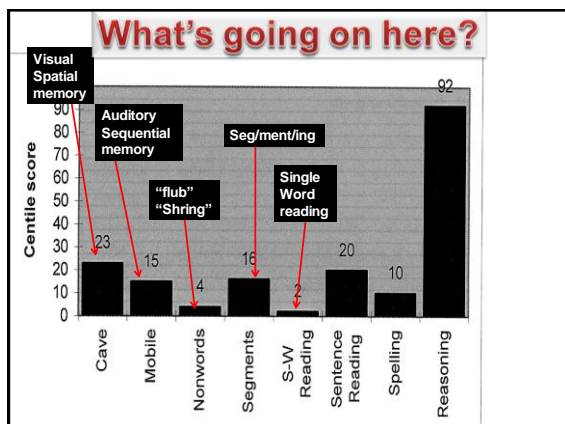 What's going on here?
Visual
Spatial
memory
Auditory
Sequential
memory
"flub"
"Shring"
Seg/ment/ing
Single
Word
reading
Centile score
90
80
70
60
50
40
30
20
10
0
23
15
4
16
2
20
10
92
Cave
Mobile
Nonwords
Segments
S-W
Reading
Sentence
Reading
Spelling
Reasoning